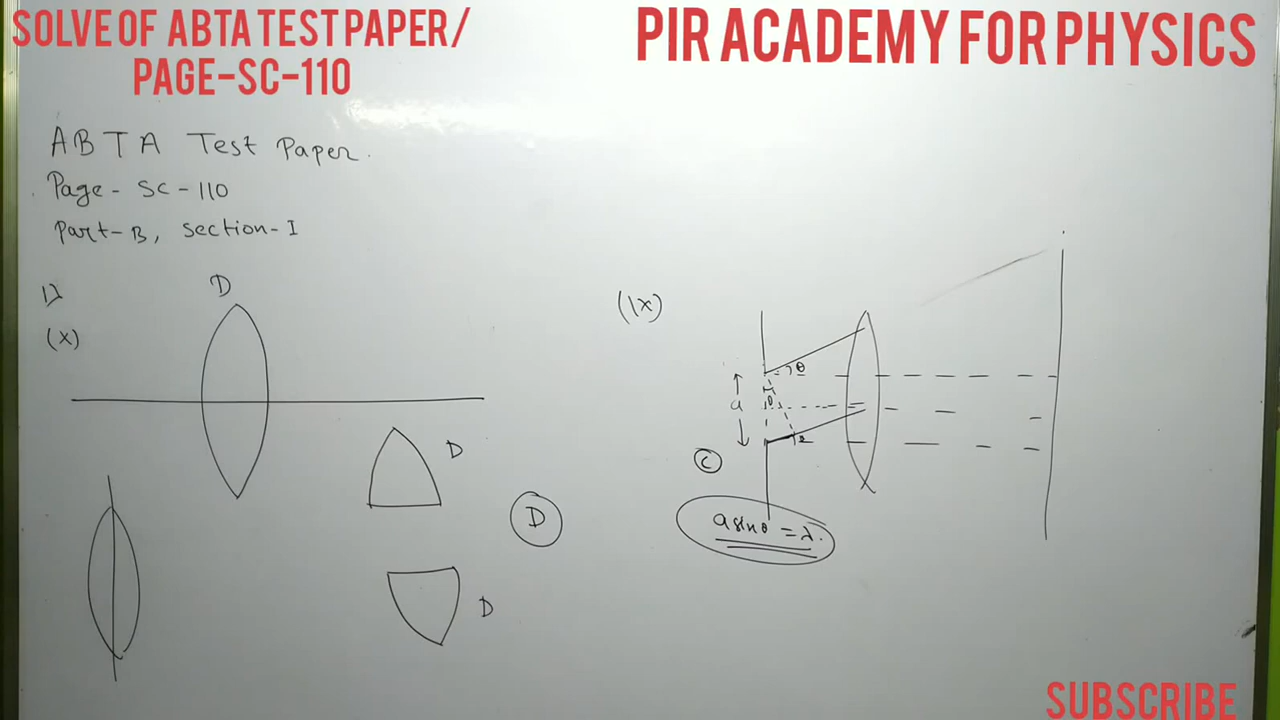 SOLVE OF ABTA TEST PAPER/
PAGE-SC-110
PIR ACADEMY FOR PHYSICS
ABTA Test Paper.
Page - SC - 110
Part-B, Section-I
1)
(x)
D
D
D
D
(ix)
θ
a
θ
C
a sinθ = λ.
SUBSCRIBE